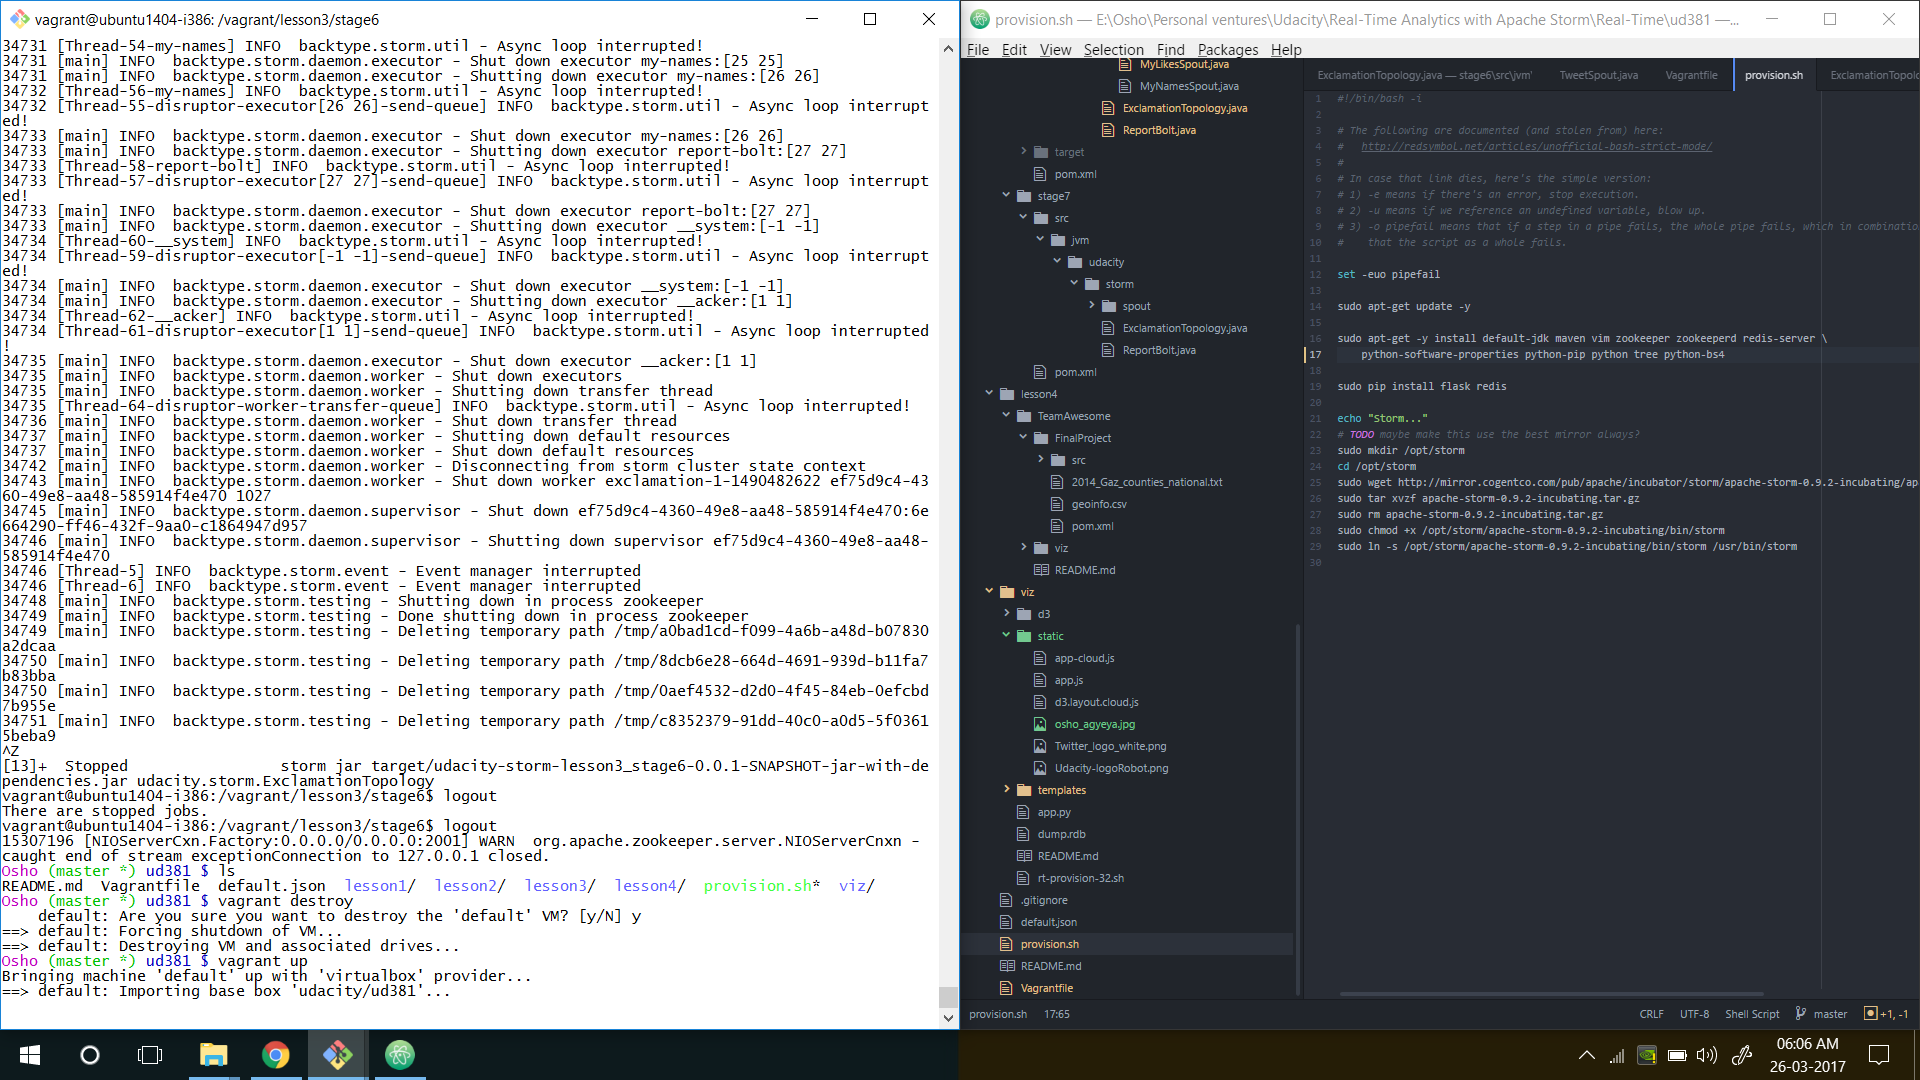 vagrant@ubuntu1404-i386: /vagrant/lesson3/stage6
34731 [Thread-54-my-names] INFO  backtype.storm.util - Async loop interrupted!
34731 [main] INFO  backtype.storm.daemon.executor - Shut down executor my-names:[25 25]
34731 [main] INFO  backtype.storm.daemon.executor - Shutting down executor my-names:[26 26]
34732 [Thread-56-my-names] INFO  backtype.storm.util - Async loop interrupted!
34732 [Thread-55-disruptor-executor[26 26]-send-queue] INFO  backtype.storm.util - Async loop interrupt
ed!
34733 [main] INFO  backtype.storm.daemon.executor - Shut down executor my-names:[26 26]
34733 [main] INFO  backtype.storm.daemon.executor - Shutting down executor report-bolt:[27 27]
34733 [Thread-58-report-bolt] INFO  backtype.storm.util - Async loop interrupted!
34733 [Thread-57-disruptor-executor[27 27]-send-queue] INFO  backtype.storm.util - Async loop interrupt
ed!
34733 [main] INFO  backtype.storm.daemon.executor - Shut down executor report-bolt:[27 27]
34733 [main] INFO  backtype.storm.daemon.executor - Shutting down executor __system:[-1 -1]
34734 [Thread-60-__system] INFO  backtype.storm.util - Async loop interrupted!
34734 [Thread-59-disruptor-executor[-1 -1]-send-queue] INFO  backtype.storm.util - Async loop interrupt
ed!
34734 [main] INFO  backtype.storm.daemon.executor - Shut down executor __system:[-1 -1]
34734 [main] INFO  backtype.storm.daemon.executor - Shutting down executor __acker:[1 1]
34734 [Thread-62-__acker] INFO  backtype.storm.util - Async loop interrupted!
34734 [Thread-61-disruptor-executor[1 1]-send-queue] INFO  backtype.storm.util - Async loop interrupted
!
34735 [main] INFO  backtype.storm.daemon.executor - Shut down executor __acker:[1 1]
34735 [main] INFO  backtype.storm.daemon.worker - Shut down executors
34735 [main] INFO  backtype.storm.daemon.worker - Shutting down transfer thread
34735 [Thread-64-disruptor-worker-transfer-queue] INFO  backtype.storm.util - Async loop interrupted!
34736 [main] INFO  backtype.storm.daemon.worker - Shut down transfer thread
34737 [main] INFO  backtype.storm.daemon.worker - Shutting down default resources
34737 [main] INFO  backtype.storm.daemon.worker - Shut down default resources
34742 [main] INFO  backtype.storm.daemon.worker - Disconnecting from storm cluster state context
34743 [main] INFO  backtype.storm.daemon.worker - Shut down worker exclamation-1-1490482622 ef75d9c4-43
60-49e8-aa48-585914f4e470 1027
34745 [main] INFO  backtype.storm.daemon.supervisor - Shut down ef75d9c4-4360-49e8-aa48-585914f4e470:6e
664290-ff46-432f-9aa0-c1864947d957
34746 [main] INFO  backtype.storm.daemon.supervisor - Shutting down supervisor ef75d9c4-4360-49e8-aa48-
585914f4e470
34746 [Thread-5] INFO  backtype.storm.event - Event manager interrupted
34746 [Thread-6] INFO  backtype.storm.event - Event manager interrupted
34748 [main] INFO  backtype.storm.testing - Shutting down in process zookeeper
34749 [main] INFO  backtype.storm.testing - Done shutting down in process zookeeper
34749 [main] INFO  backtype.storm.testing - Deleting temporary path /tmp/a0bad1cd-f099-4a6b-a48d-b07830
a2dcaa
34750 [main] INFO  backtype.storm.testing - Deleting temporary path /tmp/8dcb6e28-664d-4691-939d-b11fa7
b83bba
34750 [main] INFO  backtype.storm.testing - Deleting temporary path /tmp/0aef4532-d2d0-4f45-84eb-0efcbd
7b955e
34751 [main] INFO  backtype.storm.testing - Deleting temporary path /tmp/c8352379-91dd-40c0-a0d5-5f0361
5beba9
^Z
[13]+  Stopped                 storm jar target/udacity-storm-lesson3_stage6-0.0.1-SNAPSHOT-jar-with-de
pendencies.jar udacity.storm.ExclamationTopology
vagrant@ubuntu1404-i386:/vagrant/lesson3/stage6$ logout
There are stopped jobs.
vagrant@ubuntu1404-i386:/vagrant/lesson3/stage6$ logout
15307196 [NIOServerCxn.Factory:0.0.0.0/0.0.0.0:2001] WARN  org.apache.zookeeper.server.NIOServerCnxn -
caught end of stream exceptionConnection to 127.0.0.1 closed.
Osho (master *) ud381 $ ls
README.md  Vagrantfile  default.json  lesson1/  lesson2/  lesson3/  lesson4/  provision.sh*  viz/
Osho (master *) ud381 $ vagrant destroy
    default: Are you sure you want to destroy the 'default' VM? [y/N] y
==> default: Forcing shutdown of VM...
==> default: Destroying VM and associated drives...
Osho (master *) ud381 $ vagrant up
Bringing machine 'default' up with 'virtualbox' provider...
==> default: Importing base box 'udacity/ud381'...
provision.sh — E:\Osho\Personal ventures\Udacity\Real-Time Analytics with Apache Storm\Real-Time\ud381 —...
File Edit View Selection Find Packages Help
MyLikesSpout.java
MyNamesSpout.java
ExclamationTopology.java
ReportBolt.java
target
pom.xml
stage7
src
jvm
udacity
storm
spout
ExclamationTopology.java
ReportBolt.java
pom.xml
lesson4
TeamAwesome
FinalProject
src
2014_Gaz_counties_national.txt
geoinfo.csv
pom.xml
viz
README.md
viz
d3
static
app-cloud.js
app.js
d3.layout.cloud.js
osho_agyeya.jpg
Twitter_logo_white.png
Udacity-logoRobot.png
templates
app.py
dump.rdb
README.md
rt-provision-32.sh
.gitignore
default.json
provision.sh
README.md
Vagrantfile
ExclamationTopology.java — stage6\src\jvm\ TweetSpout.java Vagrantfile provision.sh ExclamationTopol
1 #!/bin/bash -i
2
3 # The following are documented (and stolen from) here:
4 #   http://redsymbol.net/articles/unofficial-bash-strict-mode/
5 #
6 # In case that link dies, here's the simple version:
7 # 1) -e means if there's an error, stop execution.
8 # 2) -u means if we reference an undefined variable, blow up.
9 # 3) -o pipefail means that if a step in a pipe fails, the whole pipe fails, which in combinatio
10 #    that the script as a whole fails.
11
12 set -euo pipefail
13
14 sudo apt-get update -y
15
16 sudo apt-get -y install default-jdk maven vim zookeeper zookeeperd redis-server \
17     python-software-properties python-pip python tree python-bs4
18
19 sudo pip install flask redis
20
21 echo "Storm..."
22 # TODO maybe make this use the best mirror always?
23 sudo mkdir /opt/storm
24 cd /opt/storm
25 sudo wget http://mirror.cogentco.com/pub/apache/incubator/storm/apache-storm-0.9.2-incubating/ap
26 sudo tar xvzf apache-storm-0.9.2-incubating.tar.gz
27 sudo rm apache-storm-0.9.2-incubating.tar.gz
28 sudo chmod +x /opt/storm/apache-storm-0.9.2-incubating/bin/storm
29 sudo ln -s /opt/storm/apache-storm-0.9.2-incubating/bin/storm /usr/bin/storm
30
provision.sh 17:65 CRLF UTF-8 Shell Script master +1, -1
06:06 AM
26-03-2017